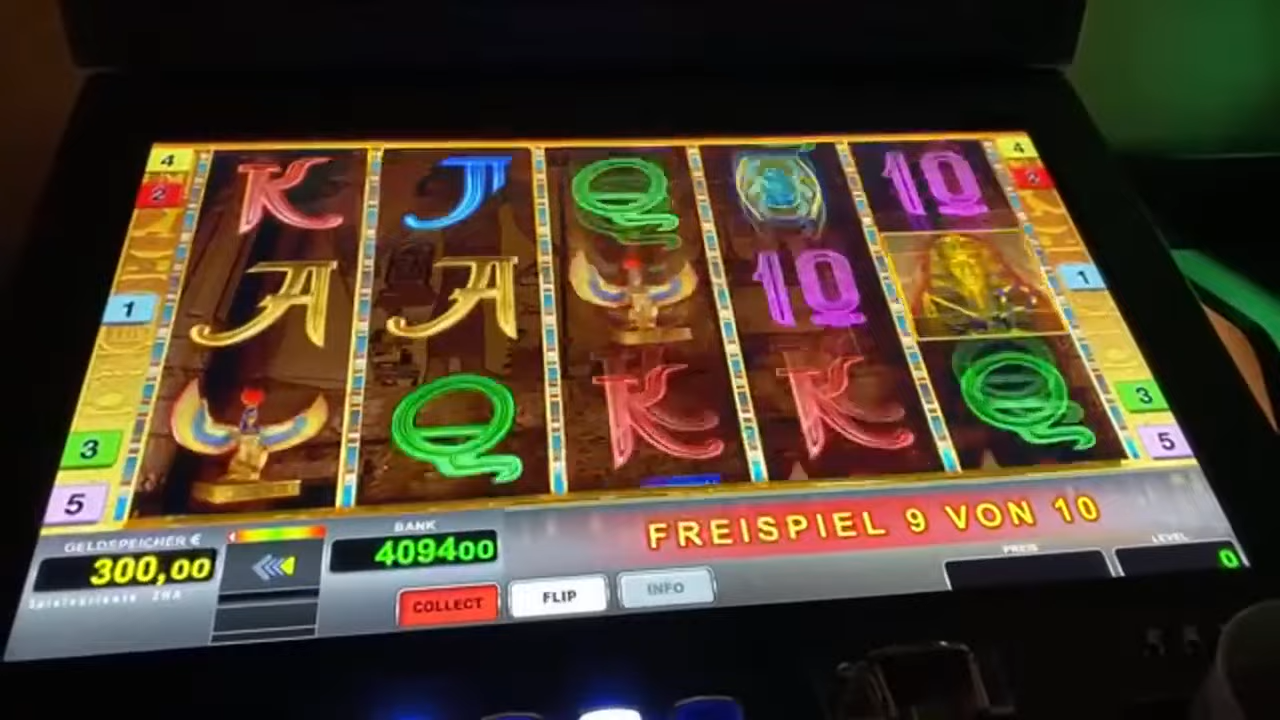 4 K J Q 10 4
2 2
A A 10
1 1
Q K K Q 3
3
5 5
GELDSPEICHER € BANK FREISPIEL 9 VON 10
300,00 409400 PREIS LEVEL
0
COLLECT FLIP INFO